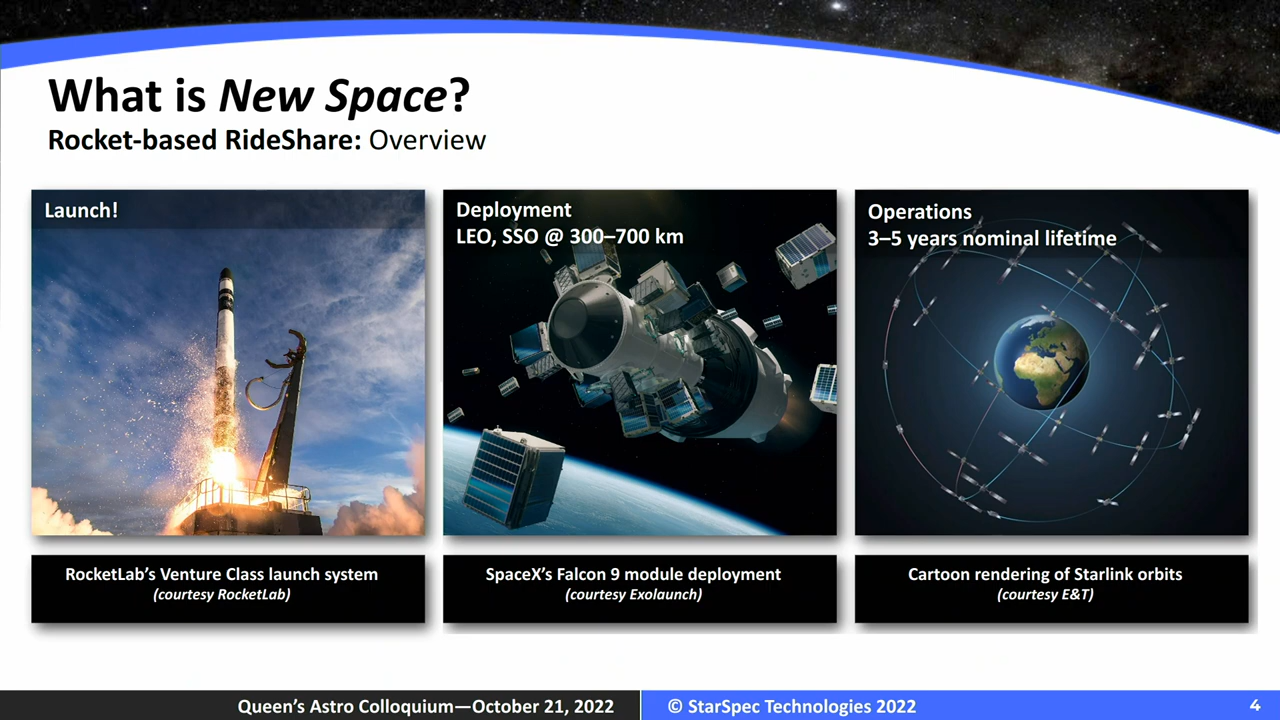 What is New Space?
Rocket-based RideShare: Overview
Launch!
Deployment
LEO, SSO @ 300–700 km
Operations
3–5 years nominal lifetime
RocketLab’s Venture Class launch system
(courtesy RocketLab)
SpaceX’s Falcon 9 module deployment
(courtesy Exolaunch)
Cartoon rendering of Starlink orbits
(courtesy E&T)
Queen’s Astro Colloquium—October 21, 2022
© StarSpec Technologies 2022
4